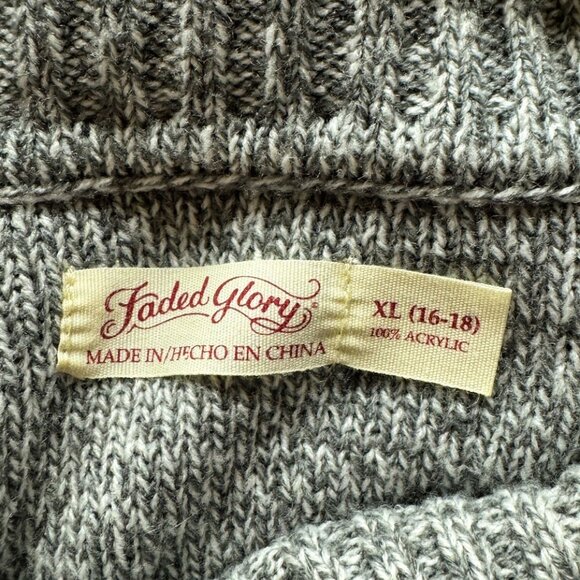 Faded Glory
MADE IN/HECHO EN CHINA
XL (16-18)
100% ACRYLIC